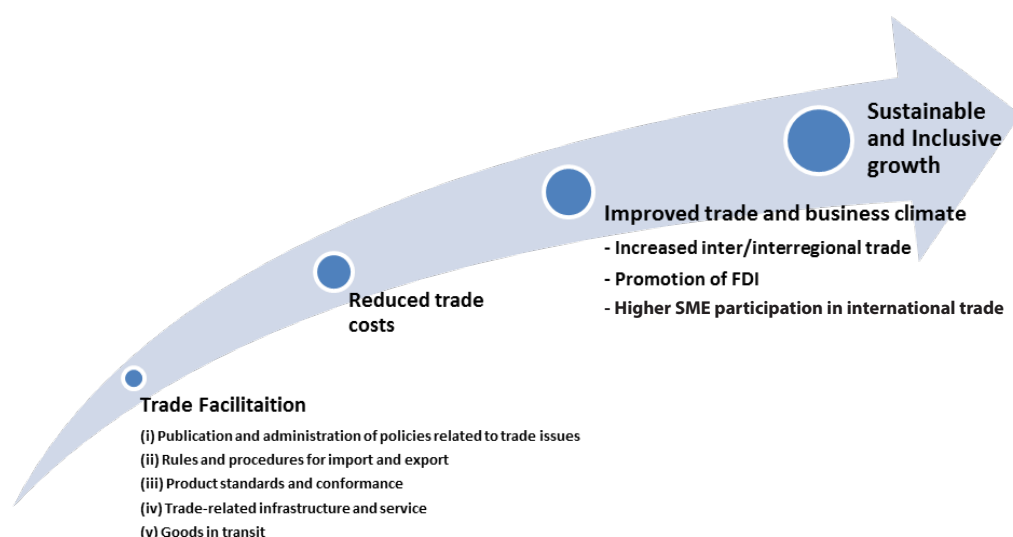 Sustainable
and Inclusive
growth
Improved trade and business climate
- Increased inter/interregional trade
- Promotion of FDI
- Higher SME participation in international trade
Reduced trade
costs
Trade Facilitaition
(i) Publication and administration of policies related to trade issues
(ii) Rules and procedures for import and export
(iii) Product standards and conformance
(iv) Trade-related infrastructure and service
(v) Goods in transit